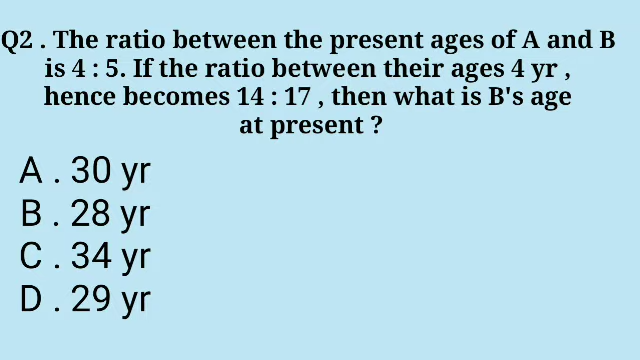 Q2 . The ratio between the present ages of A and B
is 4 : 5. If the ratio between their ages 4 yr ,
hence becomes 14 : 17 , then what is B's age
at present ?
A . 30 yr
B . 28 yr
C . 34 yr
D . 29 yr